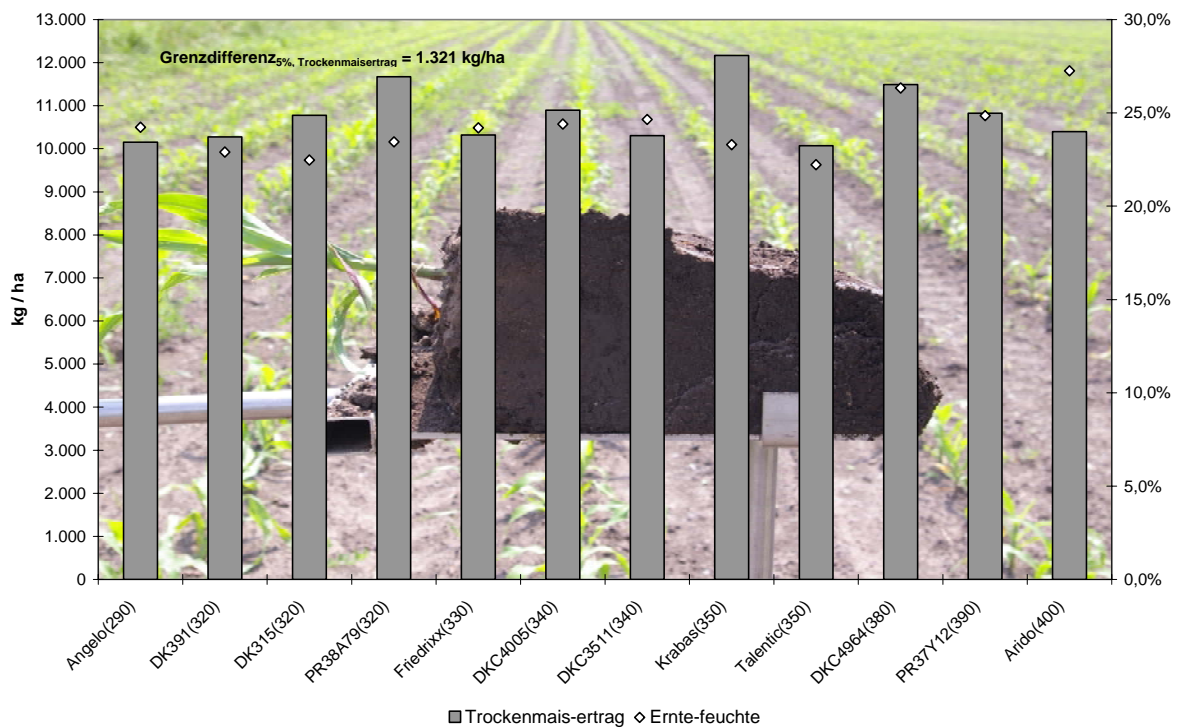 Grenzdifferenz5%, Trockenmaisertrag = 1.321 kg/ha
kg / ha
13.000
12.000
11.000
10.000
9.000
8.000
7.000
6.000
5.000
4.000
3.000
2.000
1.000
0
30,0%
25,0%
20,0%
15,0%
10,0%
5,0%
0,0%
Angelo(290)
DK391(320)
DK315(320)
PR38A79(320)
Friedrixx(330)
DKC4005(340)
DKC3511(340)
Krabas(350)
Talentic(350)
DKC4964(380)
PR37Y12(390)
Arido(400)
Trockenmais-ertrag
Ernte-feuchte